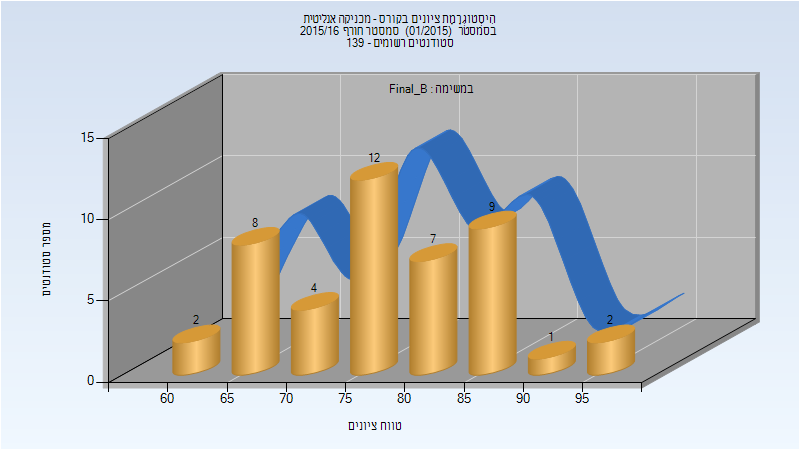 היסטוגרמת ציונים בקורס - מכניקה אנליטית
בסמסטר (01/2015) סמסטר חורף 2015/16
סטודנטים רשומים - 139
במשימה : Final_B
15
10
5
0
מספר סטודנטים
2
8
4
12
7
9
1
2
60 65 70 75 80 85 90 95
טווח ציונים